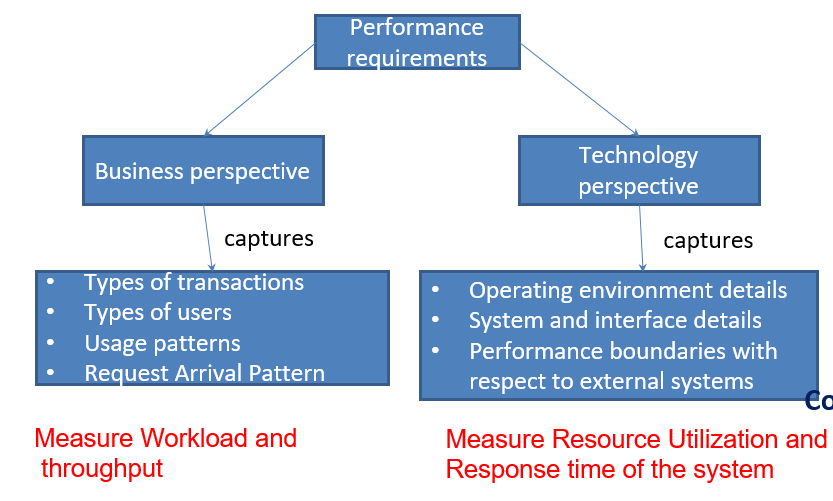 Performance
requirements
Business perspective
Technology
perspective
captures
captures
• Types of transactions
• Types of users
• Usage patterns
• Request Arrival Pattern
• Operating environment details
• System and interface details
• Performance boundaries with
respect to external systems
Co
Measure Workload and
throughput
Measure Resource Utilization and
Response time of the system